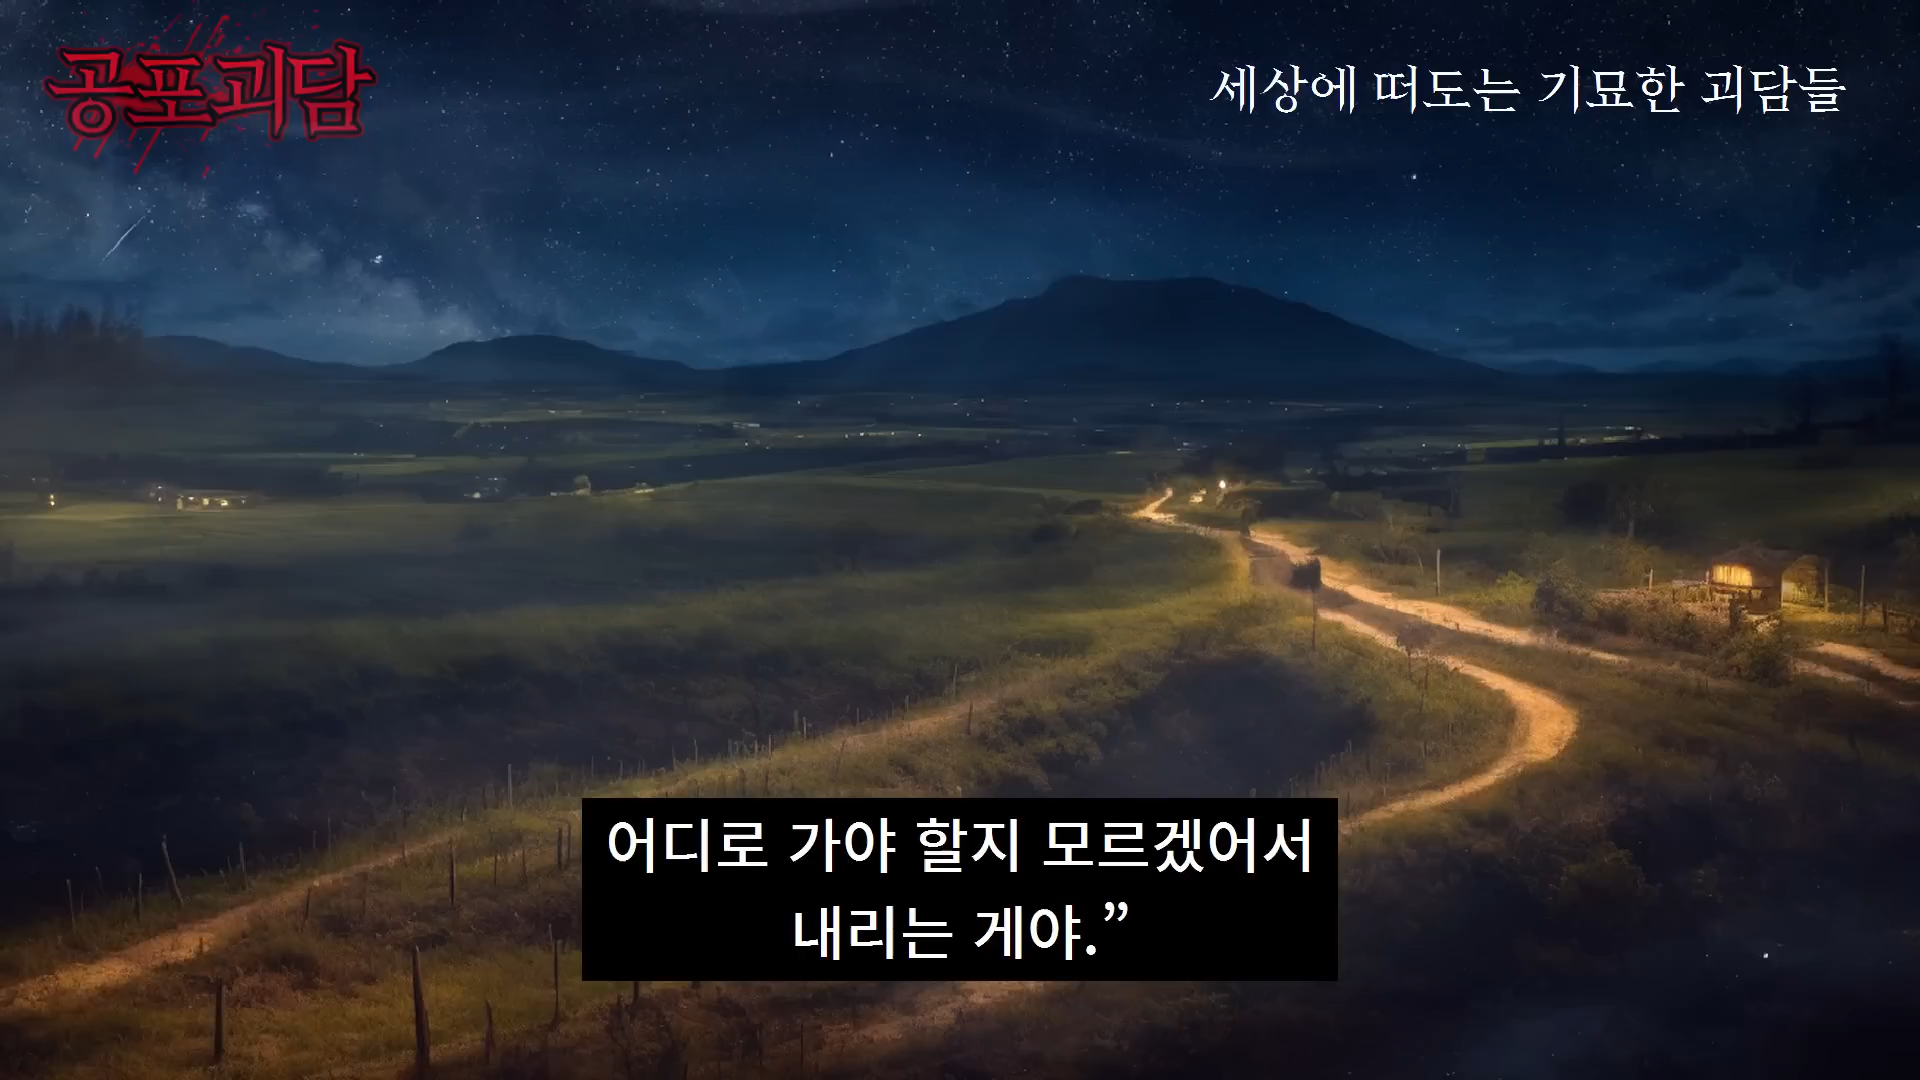 공포괴담
세상에 떠도는 기묘한 괴담들
어디로 가야 할지 모르겠어서
내리는 게야.”